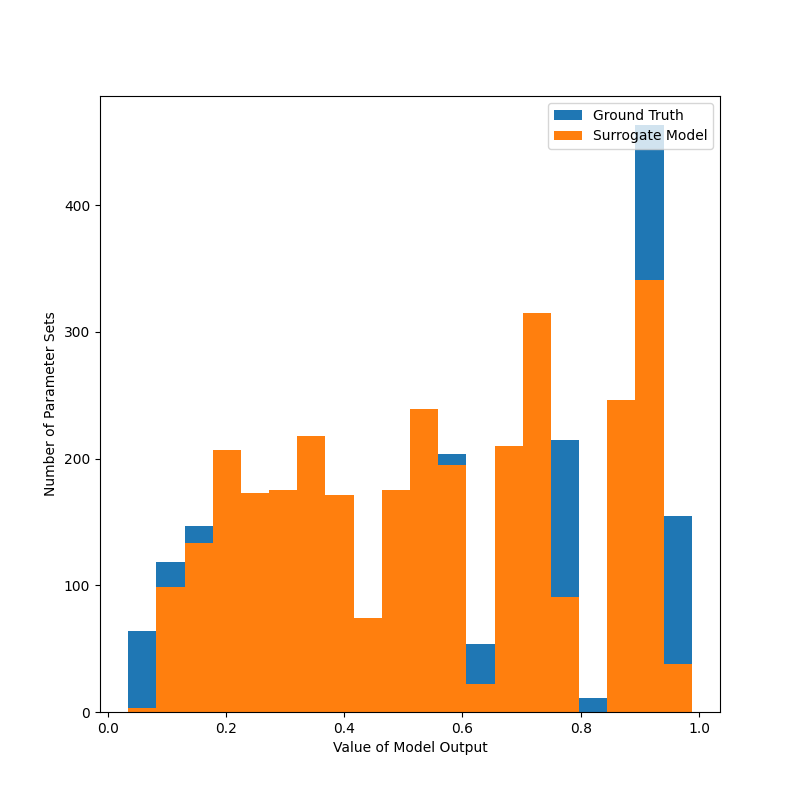 Ground Truth
Surrogate Model
400
300
200
100
0
Number of Parameter Sets
0.0 0.2 0.4 0.6 0.8 1.0
Value of Model Output